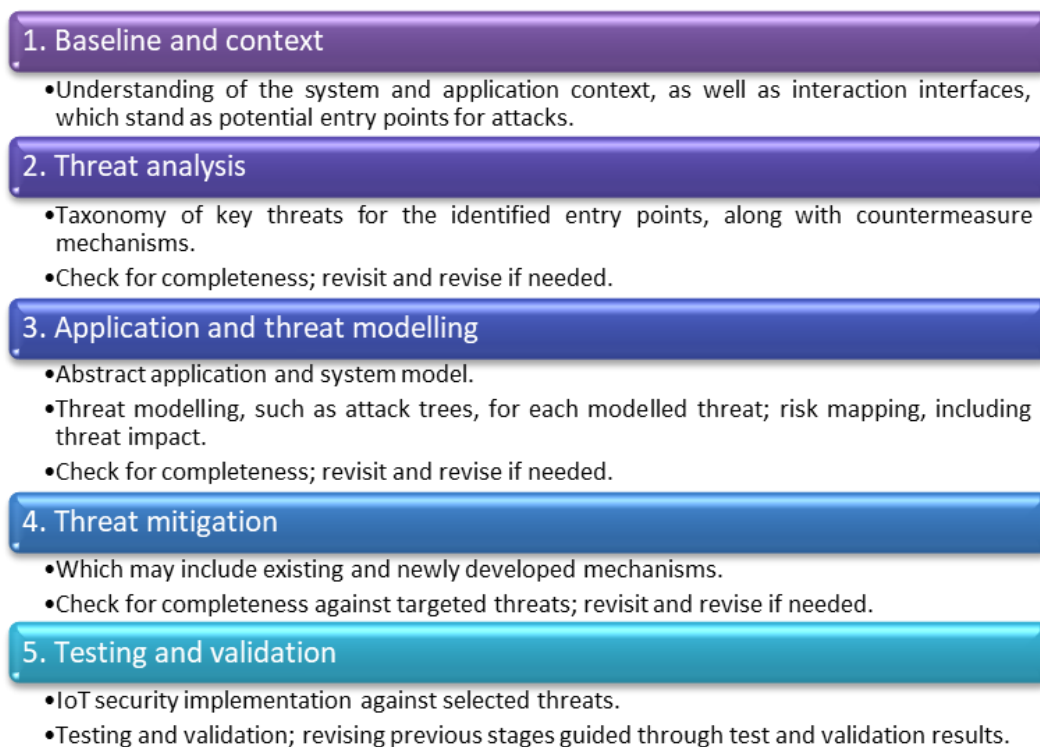 1. Baseline and context
•Understanding of the system and application context, as well as interaction interfaces,
which stand as potential entry points for attacks.
2. Threat analysis
•Taxonomy of key threats for the identified entry points, along with countermeasure
mechanisms.
•Check for completeness; revisit and revise if needed.
3. Application and threat modelling
•Abstract application and system model.
•Threat modelling, such as attack trees, for each modelled threat; risk mapping, including
threat impact.
•Check for completeness; revisit and revise if needed.
4. Threat mitigation
•Which may include existing and newly developed mechanisms.
•Check for completeness against targeted threats; revisit and revise if needed.
5. Testing and validation
•IoT security implementation against selected threats.
•Testing and validation; revising previous stages guided through test and validation results.